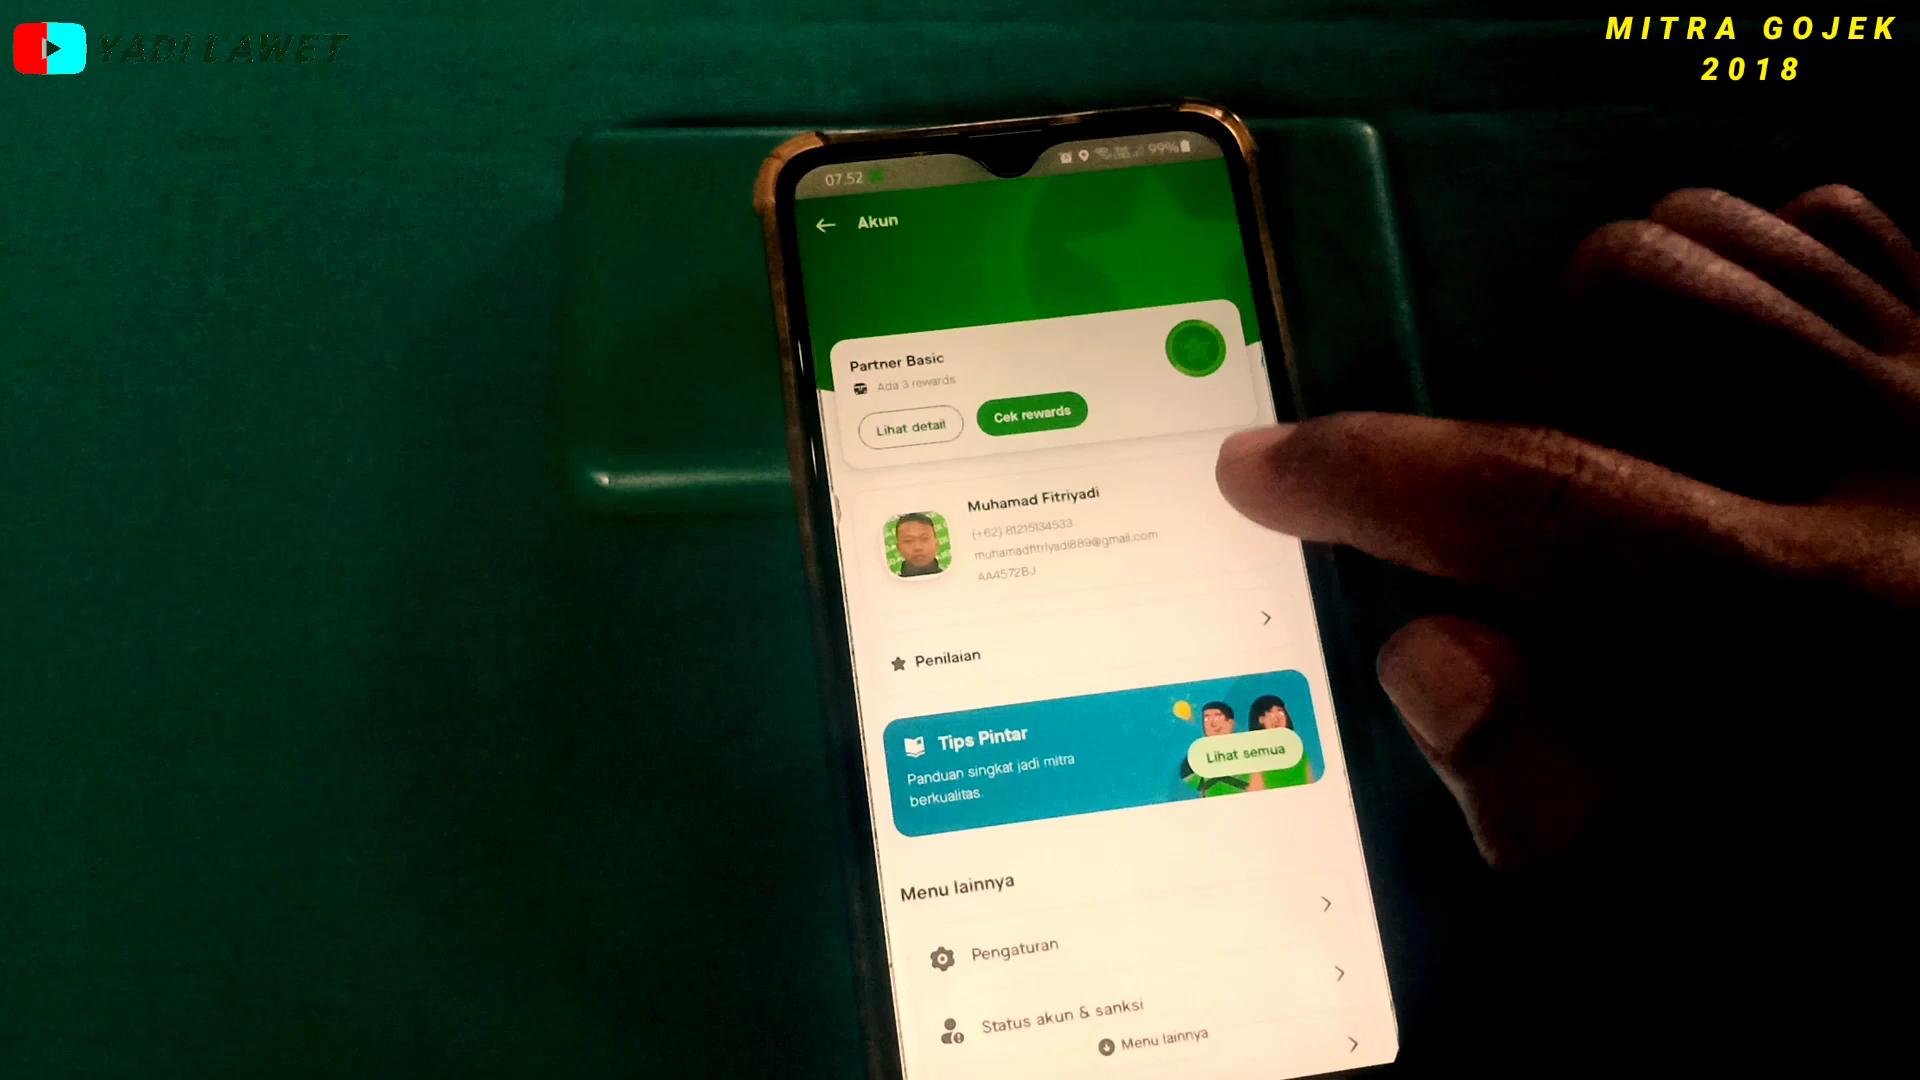 YADI LAWET
MITRA GOJEK
2018
07.52
99%
Akun
Partner Basic
Ada 3 rewards
Lihat detail
Cek rewards
Muhamad Fitriyadi
(+62) 81215134533
muhamadfitriyadi889@gmail.com
AA4572BJ
Penilaian
Tips Pintar
Panduan singkat jadi mitra
berkualitas.
Lihat semua
Menu lainnya
Pengaturan
Status akun & sanksi
Menu lainnya